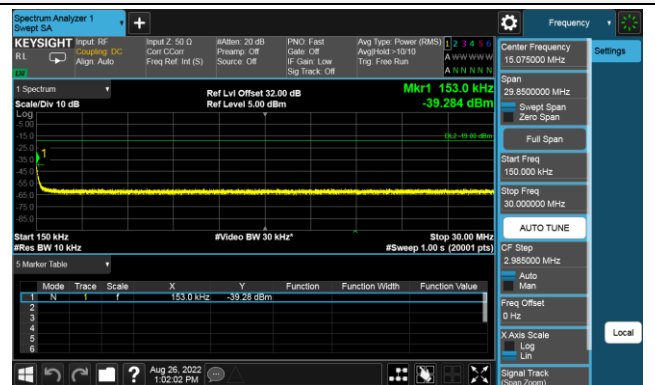 Spectrum Analyzer 1
Swept SA
Frequency
KEYSIGHT
RL
LW
Input: RF
Coupling: DC
Align: Auto
Input Z: 50 Ω
Corr CCorr
Freq Ref: Int (S)
#Atten: 20 dB
Preamp: Off
Source: Off
PNO: Fast
Gate: Off
IF Gain: Low
Sig Track: Off
Avg Type: Power (RMS)
Avg|Hold:>10/10
Trig: Free Run
1 2 3 4 5 6
A W W W W W
A N N N N N
Center Frequency
15.075000 MHz
Settings
1 Spectrum
Ref Lvl Offset 32.00 dB
Mkr1 153.0 kHz
Scale/Div 10 dB
Ref Level 5.00 dBm
-39.284 dBm
Log
-5.00
-15.0
-25.0
-35.0
-45.0
-55.0
-65.0
-75.0
-85.0
DL2 -19.00 dBm
1
Start 150 kHz
#Video BW 30 kHz*
Stop 30.00 MHz
#Res BW 10 kHz
#Sweep 1.00 s (20001 pts)
Span
29.8500000 MHz
Swept Span
Zero Span
Full Span
Start Freq
150.000 kHz
Stop Freq
30.000000 MHz
AUTO TUNE
CF Step
2.985000 MHz
Auto
Man
Freq Offset
0 Hz
X Axis Scale
Log
Lin
Signal Track
(Span Zoom)
Local
5 Marker Table
Mode Trace Scale X Y Function Function Width Function Value
1 N 1 f 153.0 kHz -39.28 dBm
2
3
4
5
6
Aug 26, 2022
1:02:02 PM